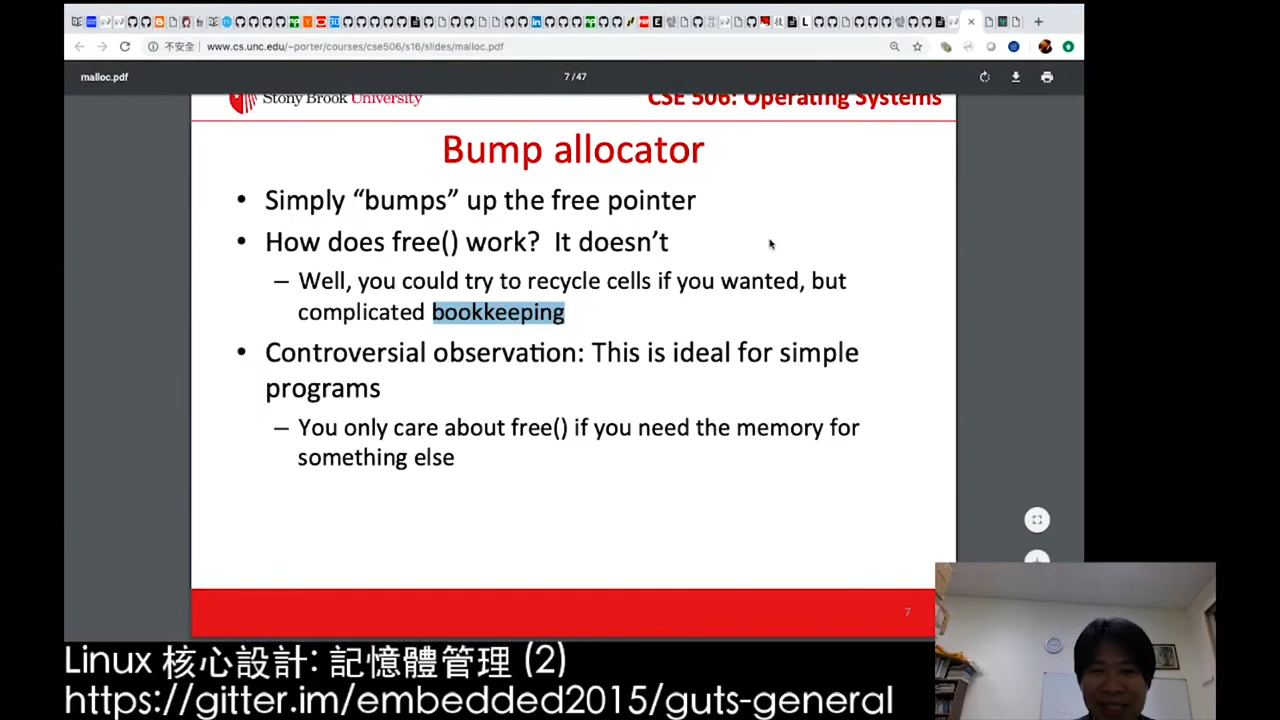 不安全 www.cs.unc.edu/~porter/courses/cse506/s16/slides/malloc.pdf
malloc.pdf 7 / 47
Stony Brook University CSE 506: Operating Systems
Bump allocator
• Simply “bumps” up the free pointer
• How does free() work? It doesn’t
– Well, you could try to recycle cells if you wanted, but
complicated bookkeeping
• Controversial observation: This is ideal for simple
programs
– You only care about free() if you need the memory for
something else
7
Linux 核心設計: 記憶體管理 (2)
https://gitter.im/embedded2015/guts-general